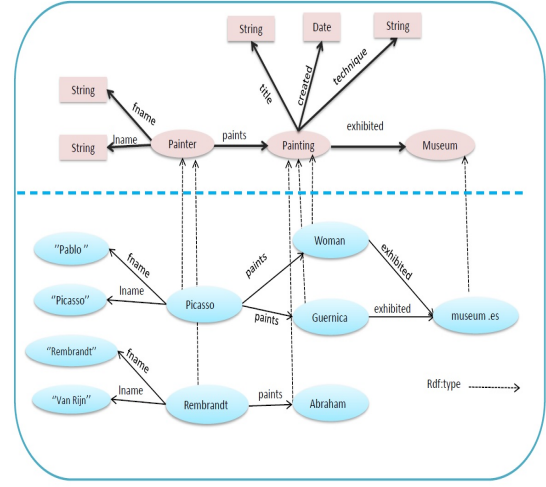 String
Date
String
title
created
technique
String
fname
String
lname
Painter
paints
Painting
exhibited
Museum
"Pablo "
fname
"Picasso"
lname
Picasso
paints
paints
Woman
exhibited
Guernica
exhibited
museum .es
"Rembrandt"
fname
"Van Rijn"
lname
Rembrandt
paints
Abraham
Rdf:type